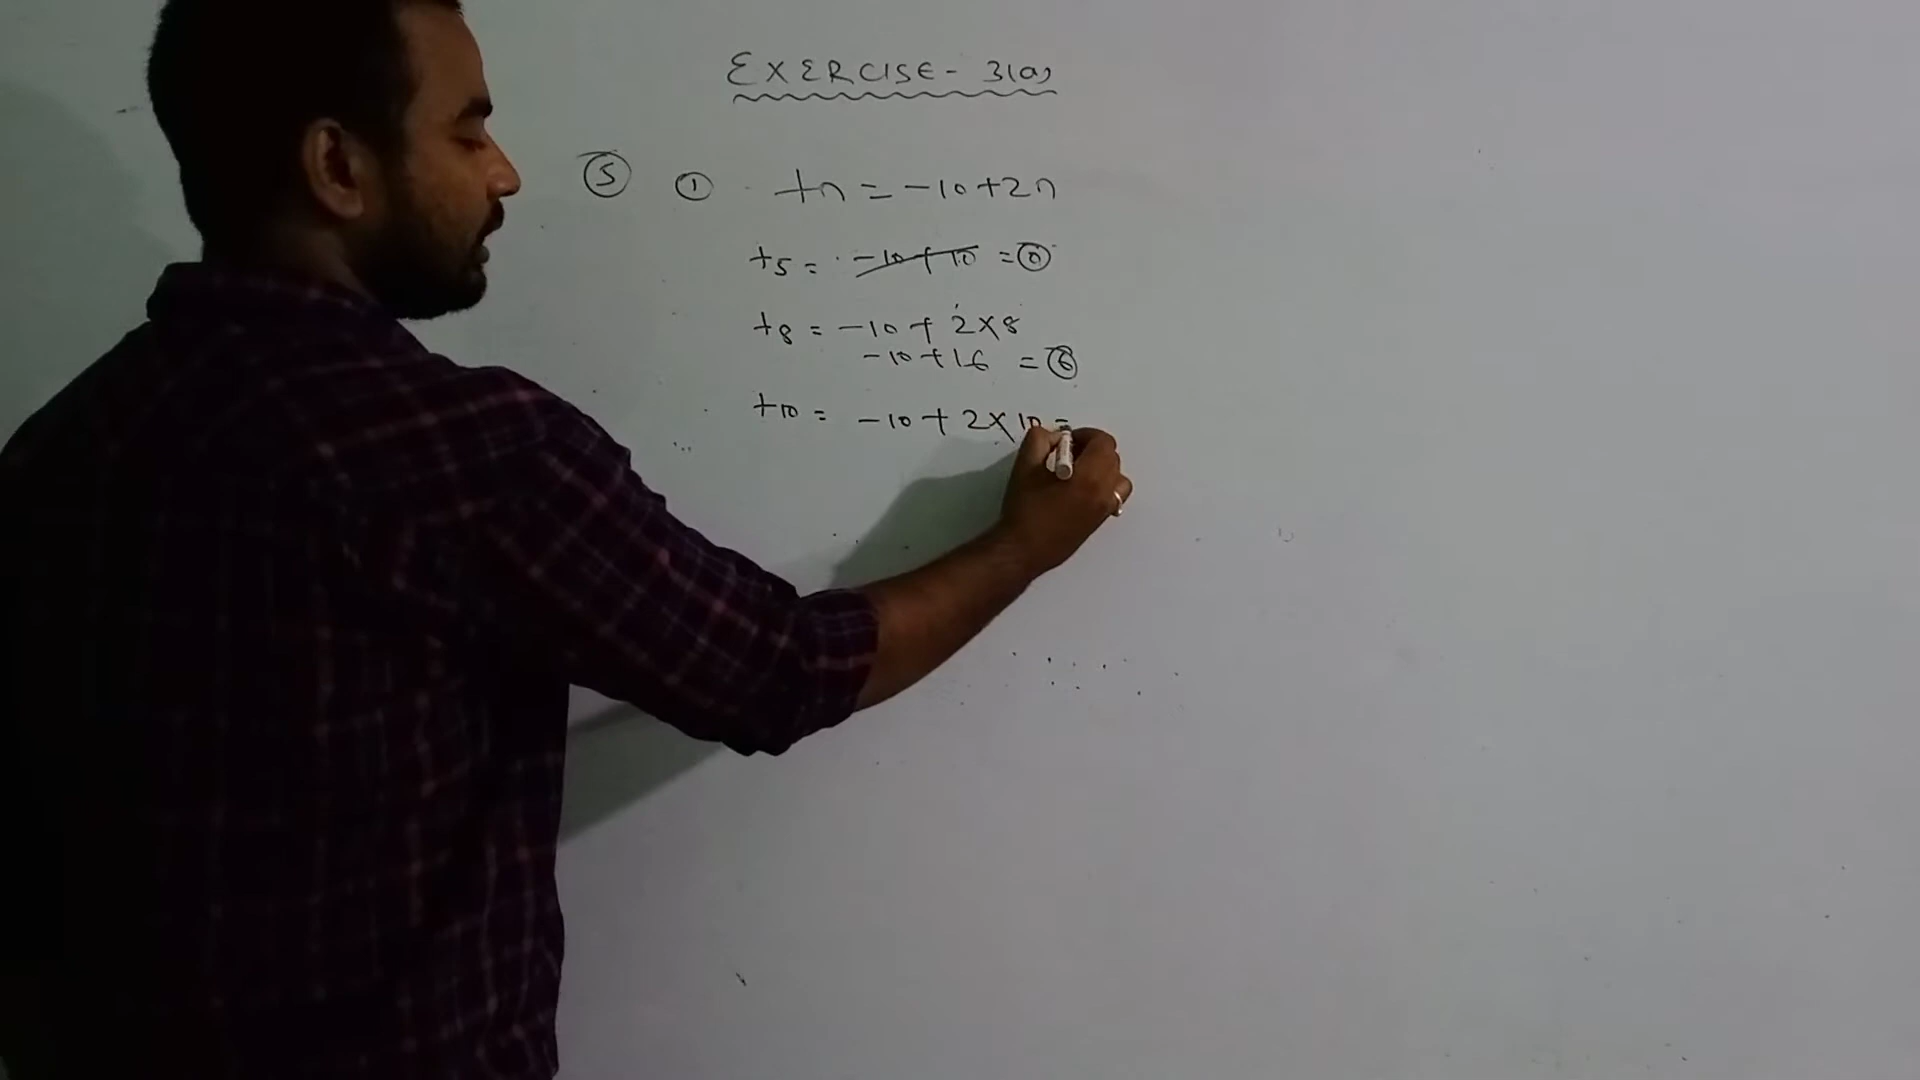 EXERCISE - 3(a)
5 1 tn = -10+2n
t5 = -10+10 = 0
t8 = -10 + 2×8
-10+16 = 6
t10 = -10+ 2×10 =